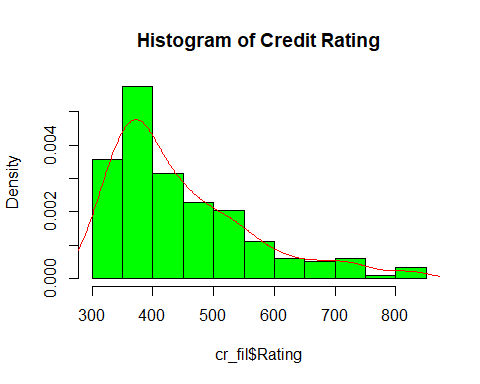 Histogram of Credit Rating
Density
0.004
0.002
0.000
300 400 500 600 700 800
cr_fil$Rating